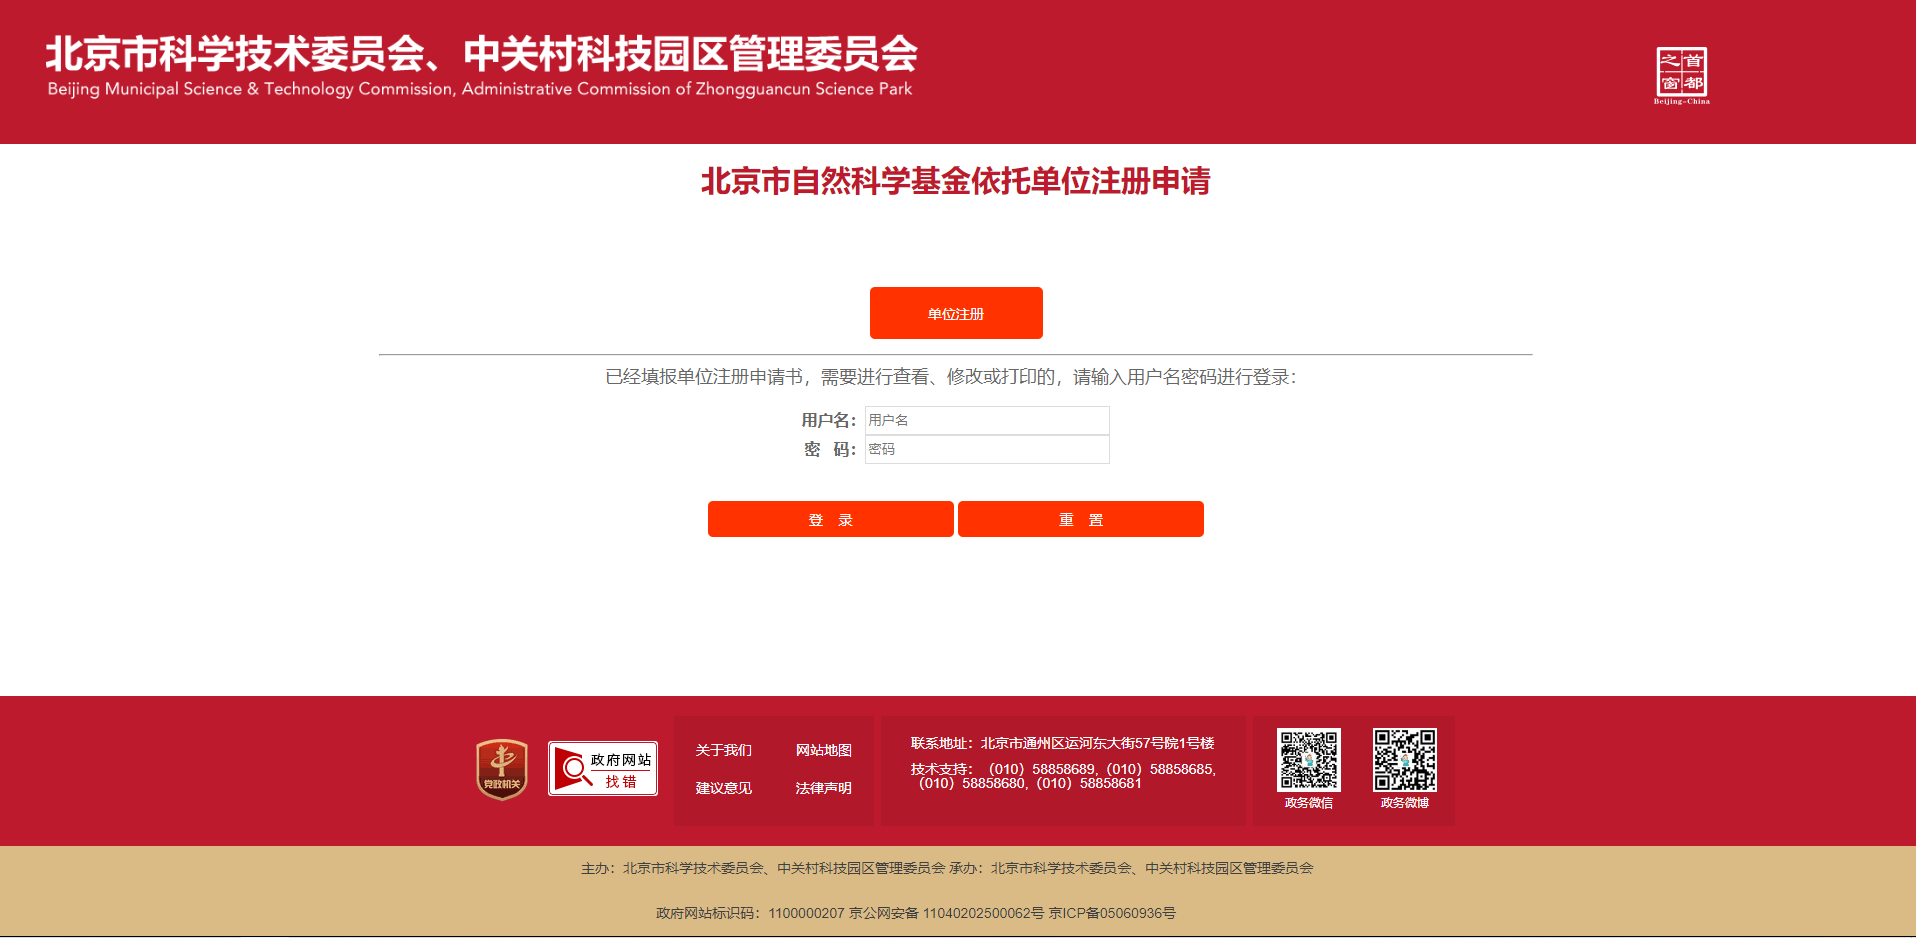 北京市科学技术委员会、中关村科技园区管理委员会
Beijing Municipal Science & Technology Commission, Administrative Commission of Zhongguancun Science Park
首都之窗
Beijing-China
北京市自然科学基金依托单位注册申请
单位注册
已经填报单位注册申请书，需要进行查看、修改或打印的，请输入用户名密码进行登录：
用户名： 用户名
密 码： 密码
登 录 重 置
党政机关
政府网站
找错
关于我们 网站地图
建议意见 法律声明
联系地址：北京市通州区运河东大街57号院1号楼
技术支持：（010）58858689,（010）58858685,
（010）58858680,（010）58858681
政务微信 政务微博
主办：北京市科学技术委员会、中关村科技园区管理委员会 承办：北京市科学技术委员会、中关村科技园区管理委员会
政府网站标识码：1100000207 京公网安备 11040202500062号 京ICP备05060936号